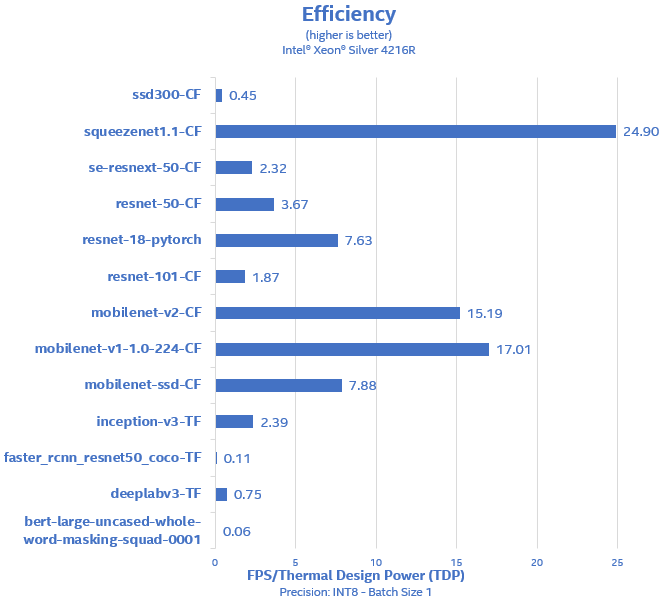 Efficiency
(higher is better)
Intel® Xeon® Silver 4216R
ssd300-CF 0.45
squeezenet1.1-CF 24.90
se-resnext-50-CF 2.32
resnet-50-CF 3.67
resnet-18-pytorch 7.63
resnet-101-CF 1.87
mobilenet-v2-CF 15.19
mobilenet-v1-1.0-224-CF 17.01
mobilenet-ssd-CF 7.88
inception-v3-TF 2.39
faster_rcnn_resnet50_coco-TF 0.11
deeplabv3-TF 0.75
bert-large-uncased-whole-
word-masking-squad-0001 0.06
0 5 10 15 20 25
FPS/Thermal Design Power (TDP)
Precision: INT8 - Batch Size 1